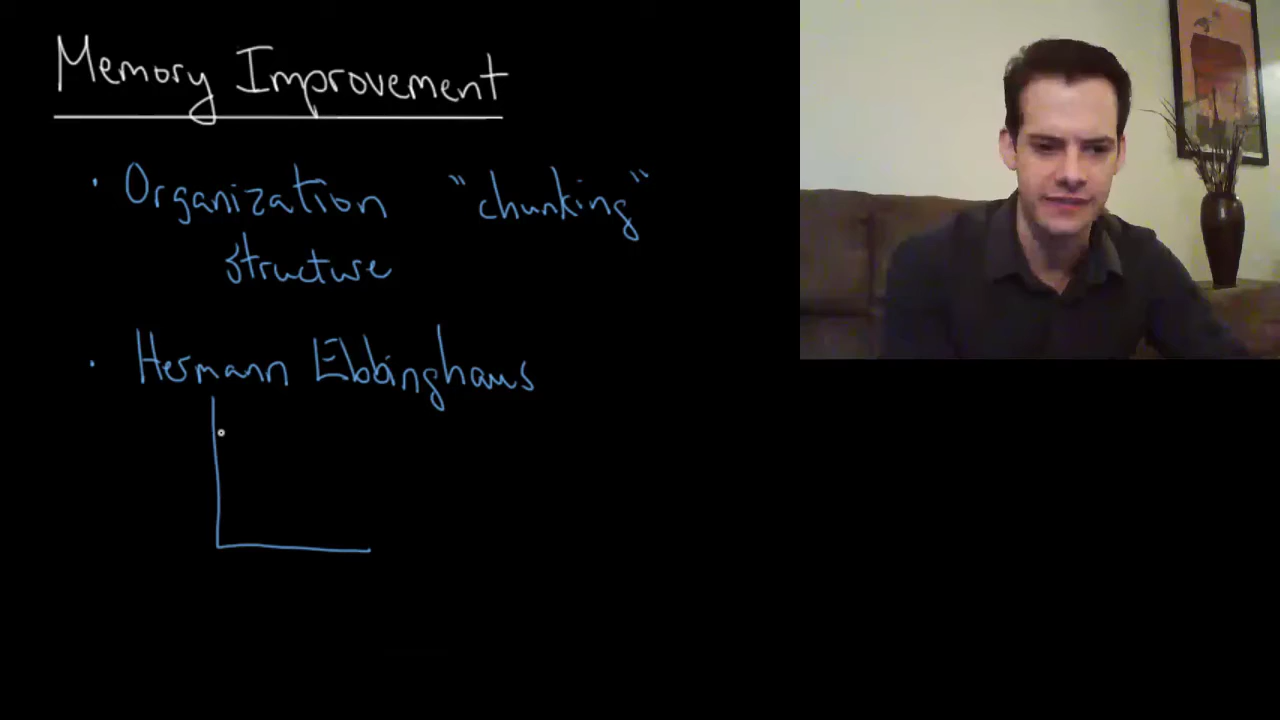 Memory Improvement
· Organization "chunking"
Structure
· Hermann Ebbinghaus